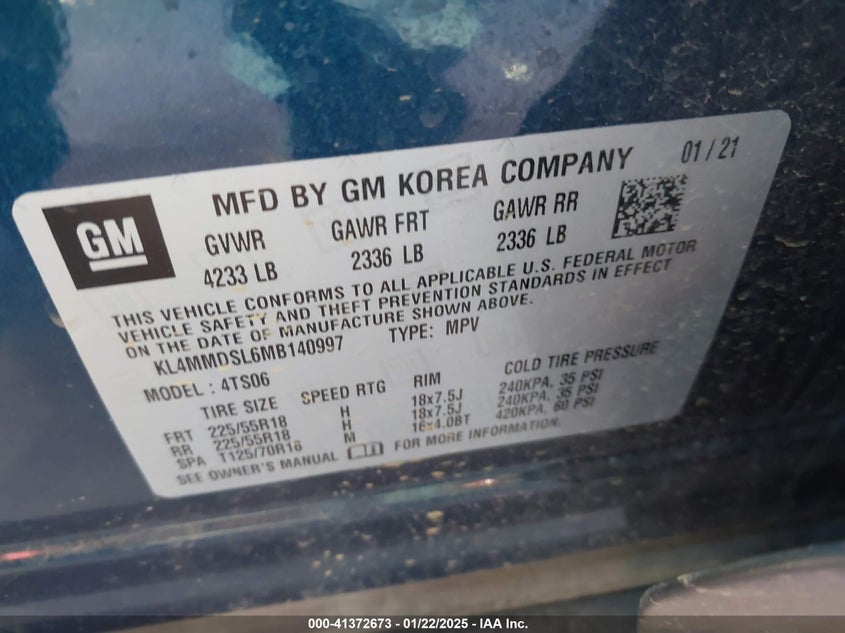 MFD BY GM KOREA COMPANY 01 / 21
GM
GVWR GAWR FRT GAWR RR
4233 LB 2336 LB 2336 LB
THIS VEHICLE CONFORMS TO ALL APPLICABLE U.S. FEDERAL MOTOR
VEHICLE SAFETY AND THEFT PREVENTION STANDARDS IN EFFECT
ON THE DATE OF MANUFACTURE SHOWN ABOVE.
KL4MMDSL6MB140997 TYPE: MPV
MODEL : 4TS06
TIRE SIZE SPEED RTG RIM COLD TIRE PRESSURE
FRT 225/55R18 H 18x7.5J 240KPA, 35 PSI
RR 225/55R18 H 18x7.5J 240KPA, 35 PSI
SPA T125/70R16 M 16x4.0BT 420KPA, 60 PSI
SEE OWNER'S MANUAL FOR MORE INFORMATION.
000-41372673 - 01/22/2025 - IAA Inc.